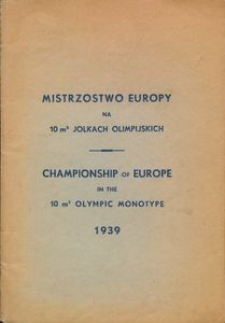 MISTRZOSTWO EUROPY
NA
10 m² JOLKACH OLIMPIJSKICH
CHAMPIONSHIP OF EUROPE
IN THE
10 m² OLYMPIC MONOTYPE
1939